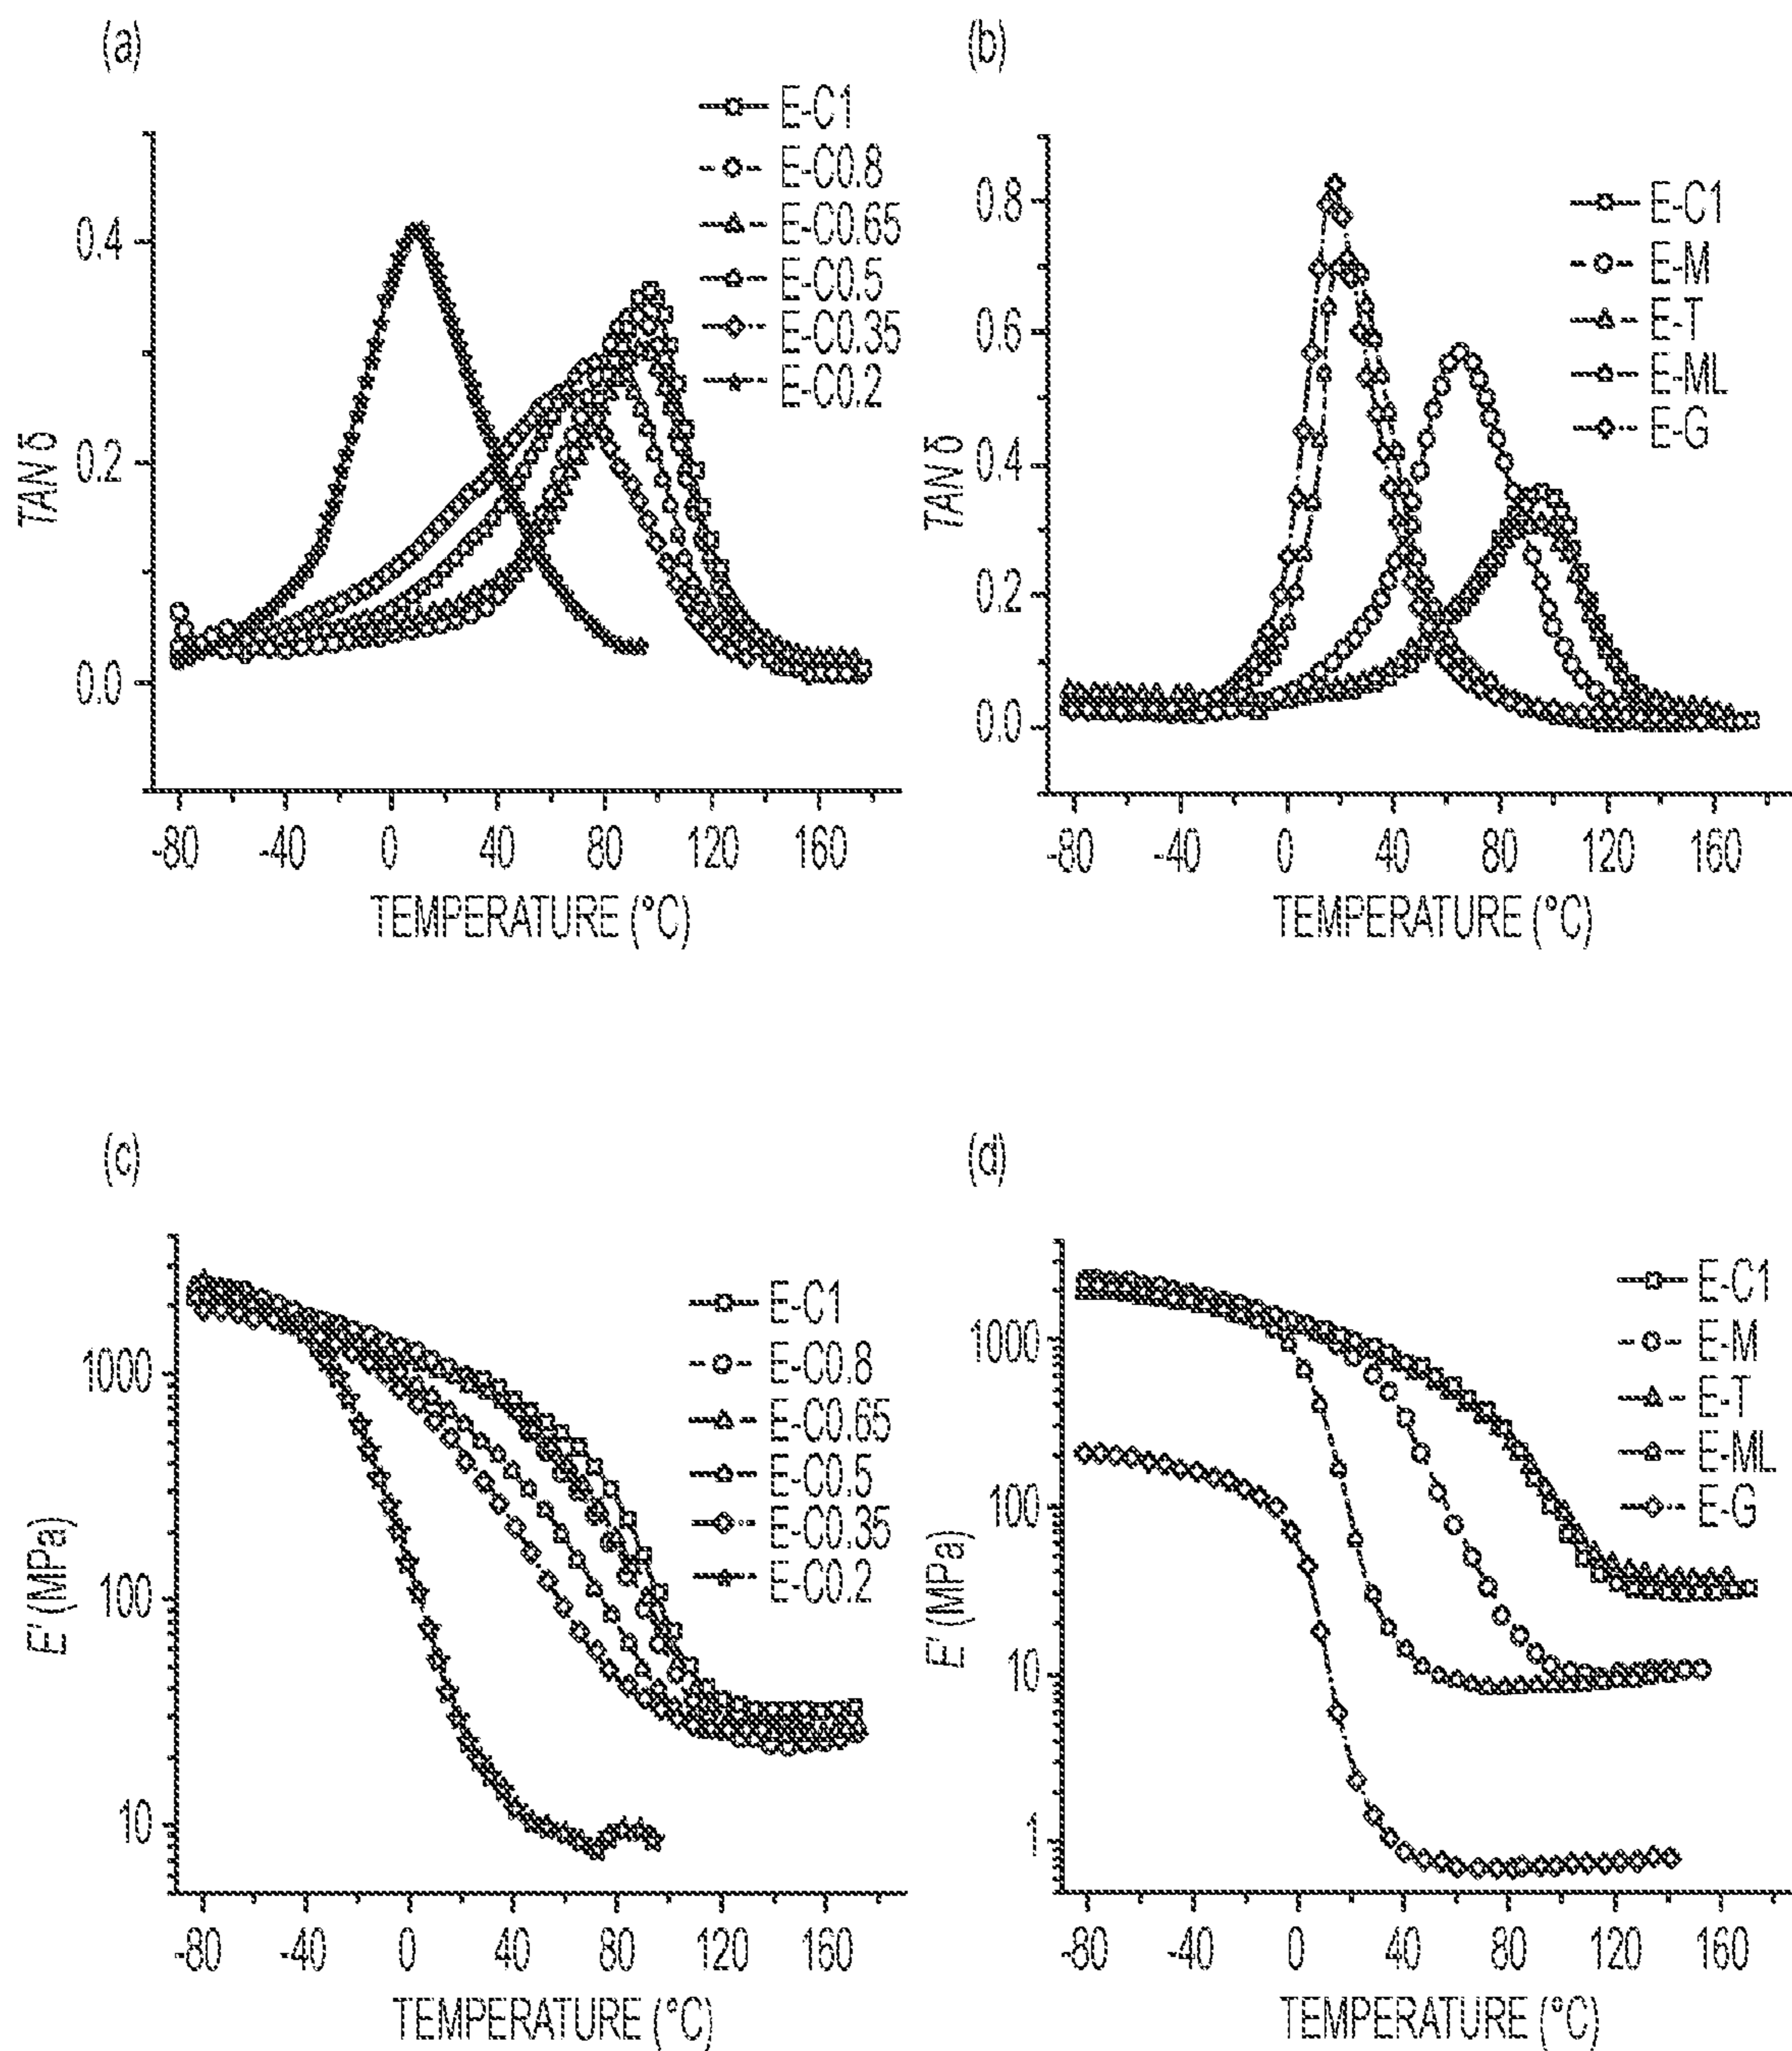 (a)
E-C1
E-C0.8
E-C0.65
E-C0.5
E-C0.35
E-C0.2
TAN δ
0.4
0.2
0.0
-80 -40 0 40 80 120 160
TEMPERATURE (°C)
(b)
E-C1
E-M
E-T
E-ML
E-G
TAN δ
0.8
0.6
0.4
0.2
0.0
-80 -40 0 40 80 120 160
TEMPERATURE (°C)
(c)
E-C1
E-C0.8
E-C0.65
E-C0.5
E-C0.35
E-C0.2
E' (MPa)
1000
100
10
-80 -40 0 40 80 120 160
TEMPERATURE (°C)
(d)
E-C1
E-M
E-T
E-ML
E-G
E' (MPa)
1000
100
10
1
-80 -40 0 40 80 120 160
TEMPERATURE (°C)